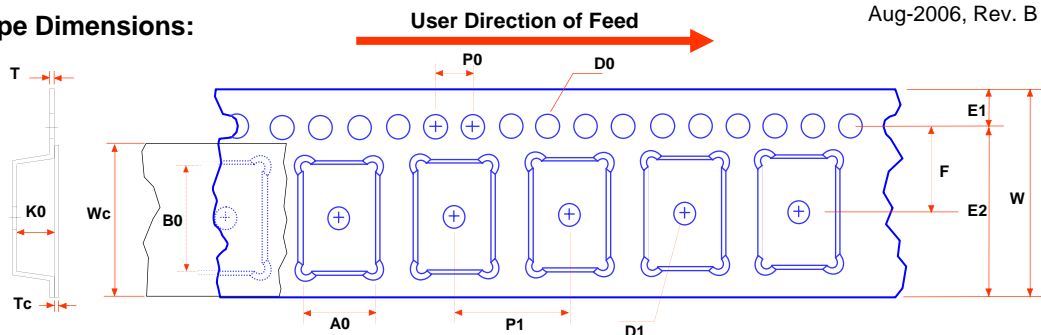 pe Dimensions:
User Direction of Feed
Aug-2006, Rev. B
T
P0
D0
E1
F
W
K0
Wc
B0
E2
Tc
A0
P1
D1